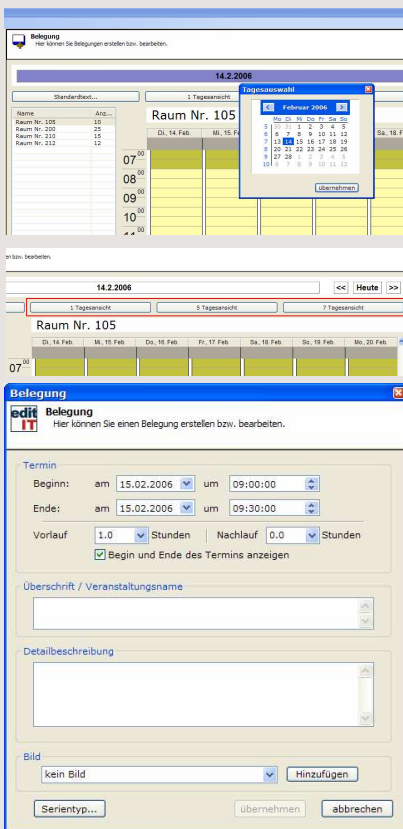 Belegung
Hier können Sie Belegungen erstellen bzw. bearbeiten.
14.2.2006
Standardtext...
1 Tagesansicht
Name Anz...
Raum Nr. 105 10
Raum Nr. 200 25
Raum Nr. 210 15
Raum Nr. 212 12
Raum Nr. 105
Di., 14. Feb.
Mi., 15. Fe
Sa., 18. F
07 00
08 00
09 00
10 00
Tagesauswahl
Februar 2006
Mo Di Mi Do Fr Sa So
5 30 31 1 2 3 4 5
6 6 7 8 9 10 11 12
7 13 14 15 16 17 18 19
8 20 21 22 23 24 25 26
9 27 28 1 2 3 4 5
10 6 7 8 9 10 11 12
übernehmen
en bzw. bearbeiten.
14.2.2006
<< Heute >>
1 Tagesansicht
5 Tagesansicht
7 Tagesansicht
Raum Nr. 105
Di., 14. Feb. Mi., 15. Feb. Do., 16. Feb. Fr., 17. Feb. Sa., 18. Feb. So., 19. Feb. Mo., 20. Feb.
07 00
Belegung
edit IT
Belegung
Hier können Sie einen Belegung erstellen bzw. bearbeiten.
Termin
Beginn: am 15.02.2006 um 09:00:00
Ende: am 15.02.2006 um 09:30:00
Vorlauf 1.0 Stunden Nachlauf 0.0 Stunden
Begin und Ende des Termins anzeigen
Überschrift / Veranstaltungsname
Detailbeschreibung
Bild
kein Bild
Hinzufügen
Serientyp...
übernehmen
abbrechen